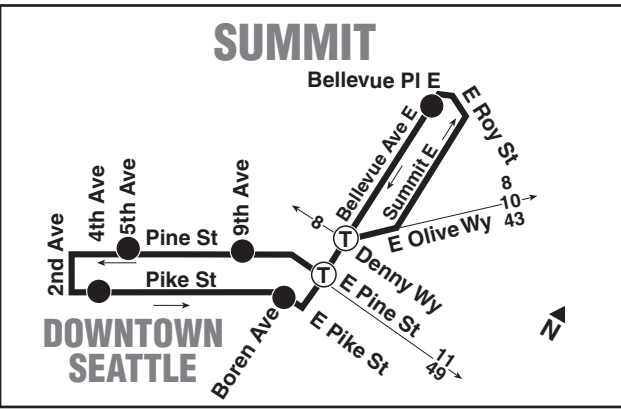 SUMMIT
Bellevue Pl E
E Roy St
Bellevue Ave E
Summit E
8
10
43
8
E Olive Wy
T
Denny Wy
2nd Ave
4th Ave
5th Ave
9th Ave
Pine St
T
Pike St
E Pine St
DOWNTOWN
SEATTLE
Boren Ave
E Pike St
11
49
N